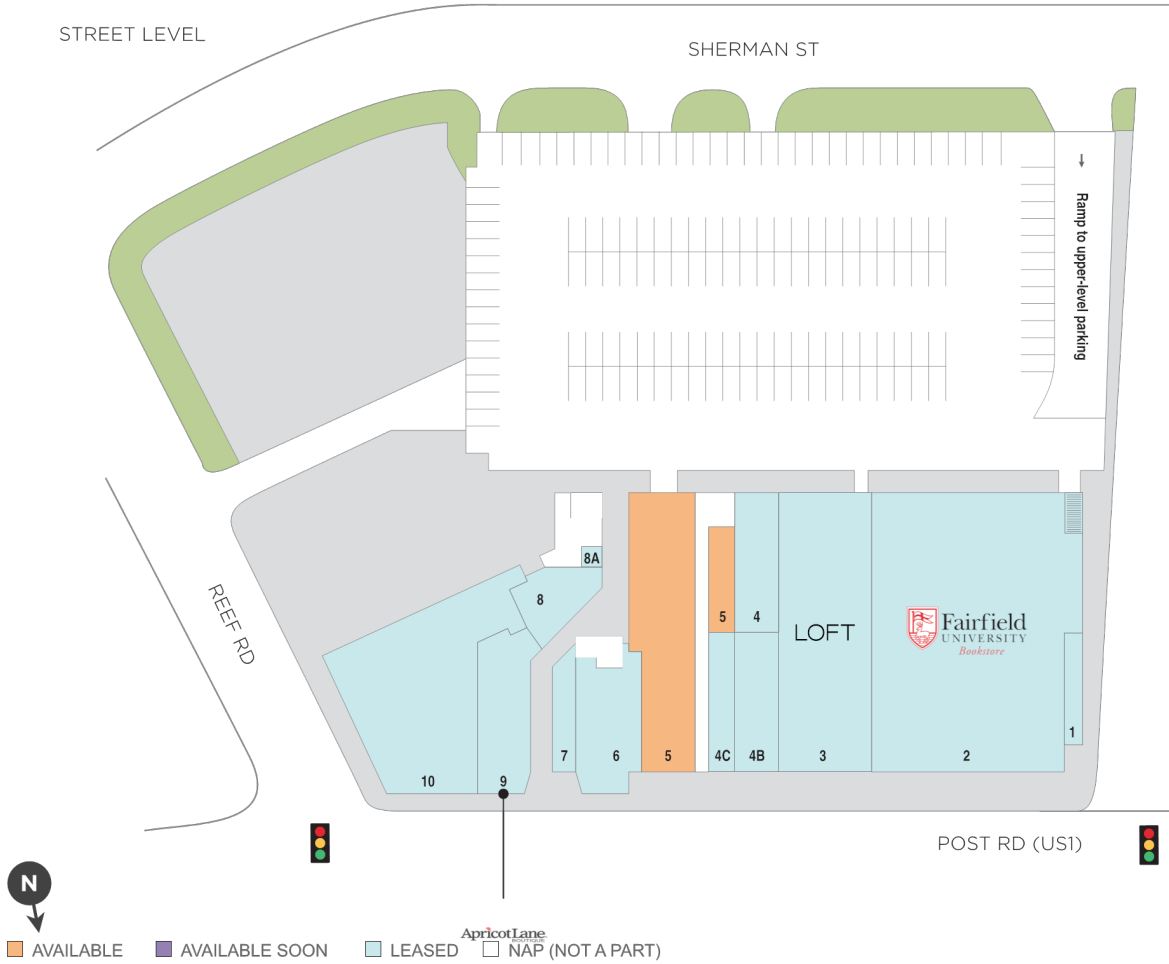 STREET LEVEL
SHERMAN ST
Ramp to upper-level parking
REEF RD
8A
8
5
4
LOFT
Fairfield
UNIVERSITY
Bookstore
1
10
9
7
6
5
4C
4B
3
2
POST RD (US1)
N
ApricotLane
BOUTIQUE
AVAILABLE
AVAILABLE SOON
LEASED
NAP (NOT A PART)